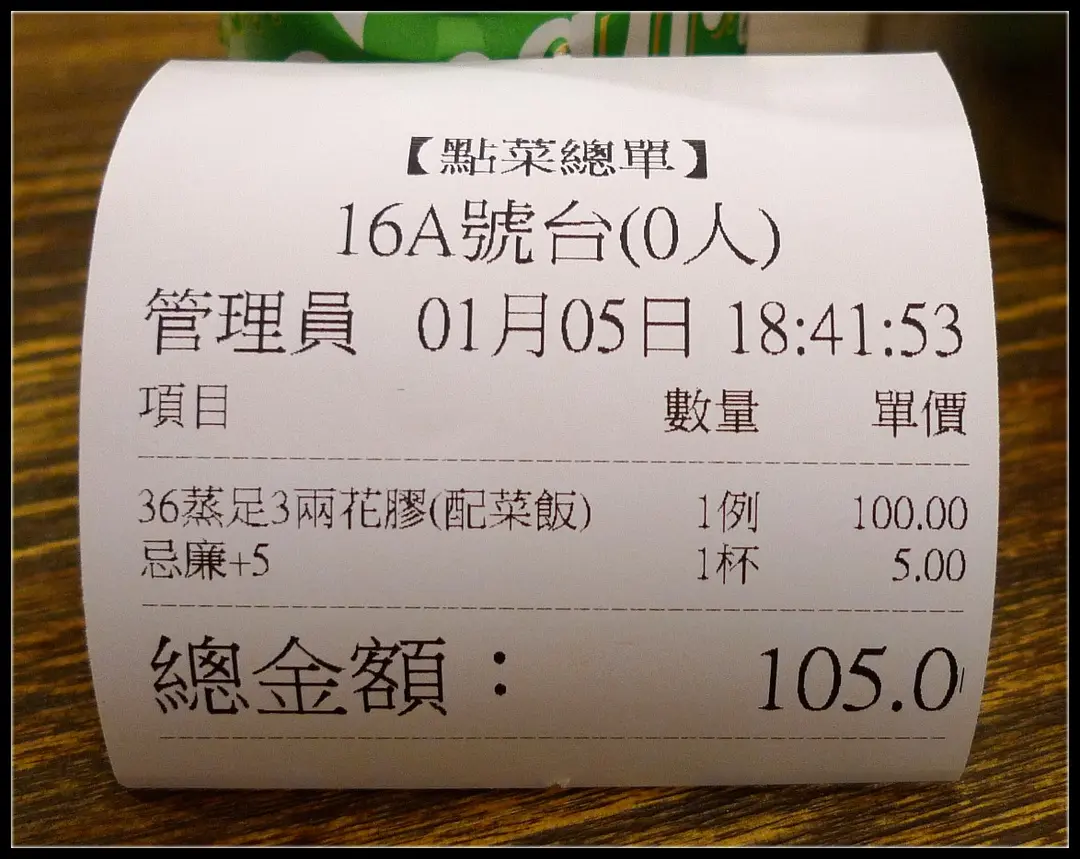 【點菜總單】
16A號台(0人)
管理員 01月05日 18:41:53
項目 數量 單價
36蒸足3兩花膠(配菜飯) 1例 100.00
忌廉+5 1杯 5.00
總金額： 105.0